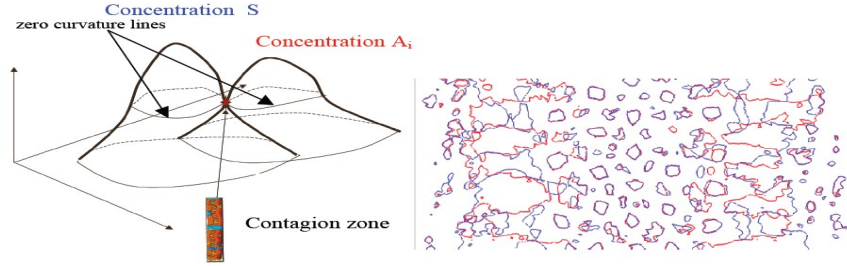 Concentration S
zero curvature lines
Concentration Ai
Contagion zone